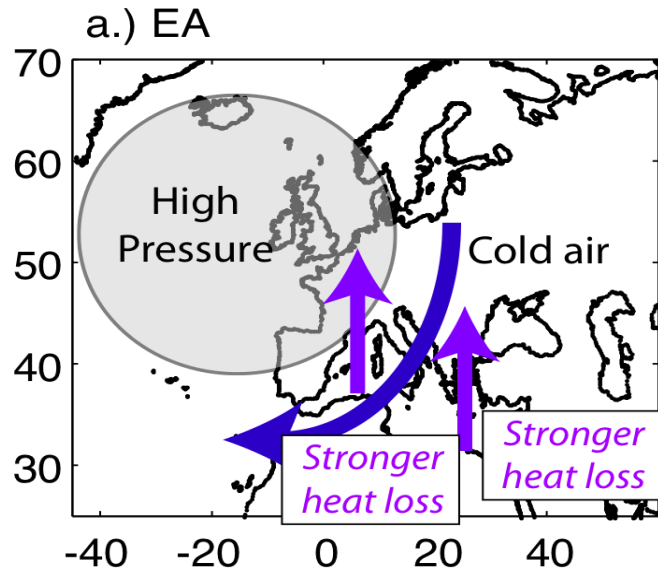 a.) EA
70
60
50
40
30
High
Pressure
Cold air
Stronger
heat loss
Stronger
heat loss
-40 -20 0 20 40